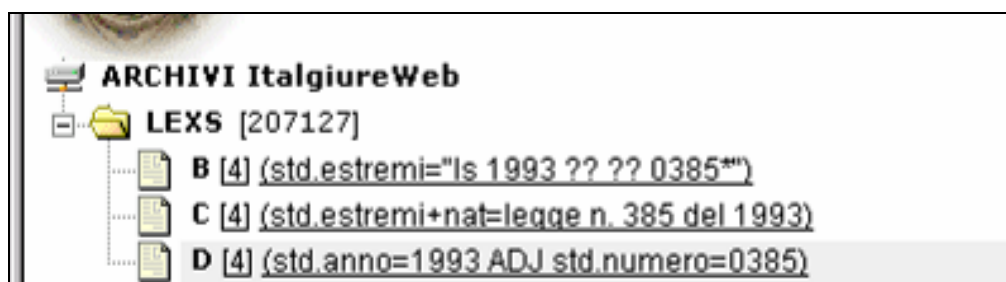 ARCHIVI ItalgiureWeb
LEXS [207127]
B [4] (std.estremi="ls 1993 ?? ?? 0385*")
C [4] (std.estremi+nat=legge n. 385 del 1993)
D [4] (std.anno=1993 ADJ std.numero=0385)